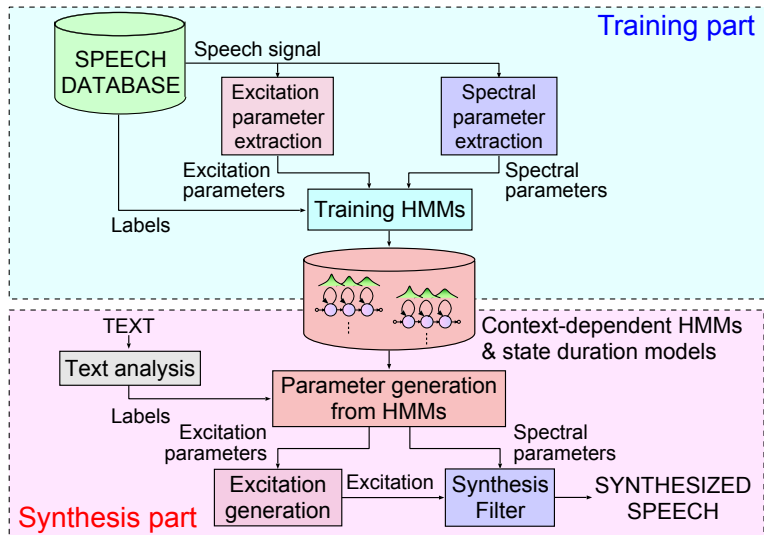 Training part
SPEECH
DATABASE
Speech signal
Excitation
parameter
extraction
Spectral
parameter
extraction
Excitation
parameters
Spectral
parameters
Labels
Training HMMs
Context-dependent HMMs
& state duration models
TEXT
Text analysis
Labels
Parameter generation
from HMMs
Excitation
parameters
Spectral
parameters
Excitation
generation
Excitation
Synthesis
Filter
SYNTHESIZED
SPEECH
Synthesis part